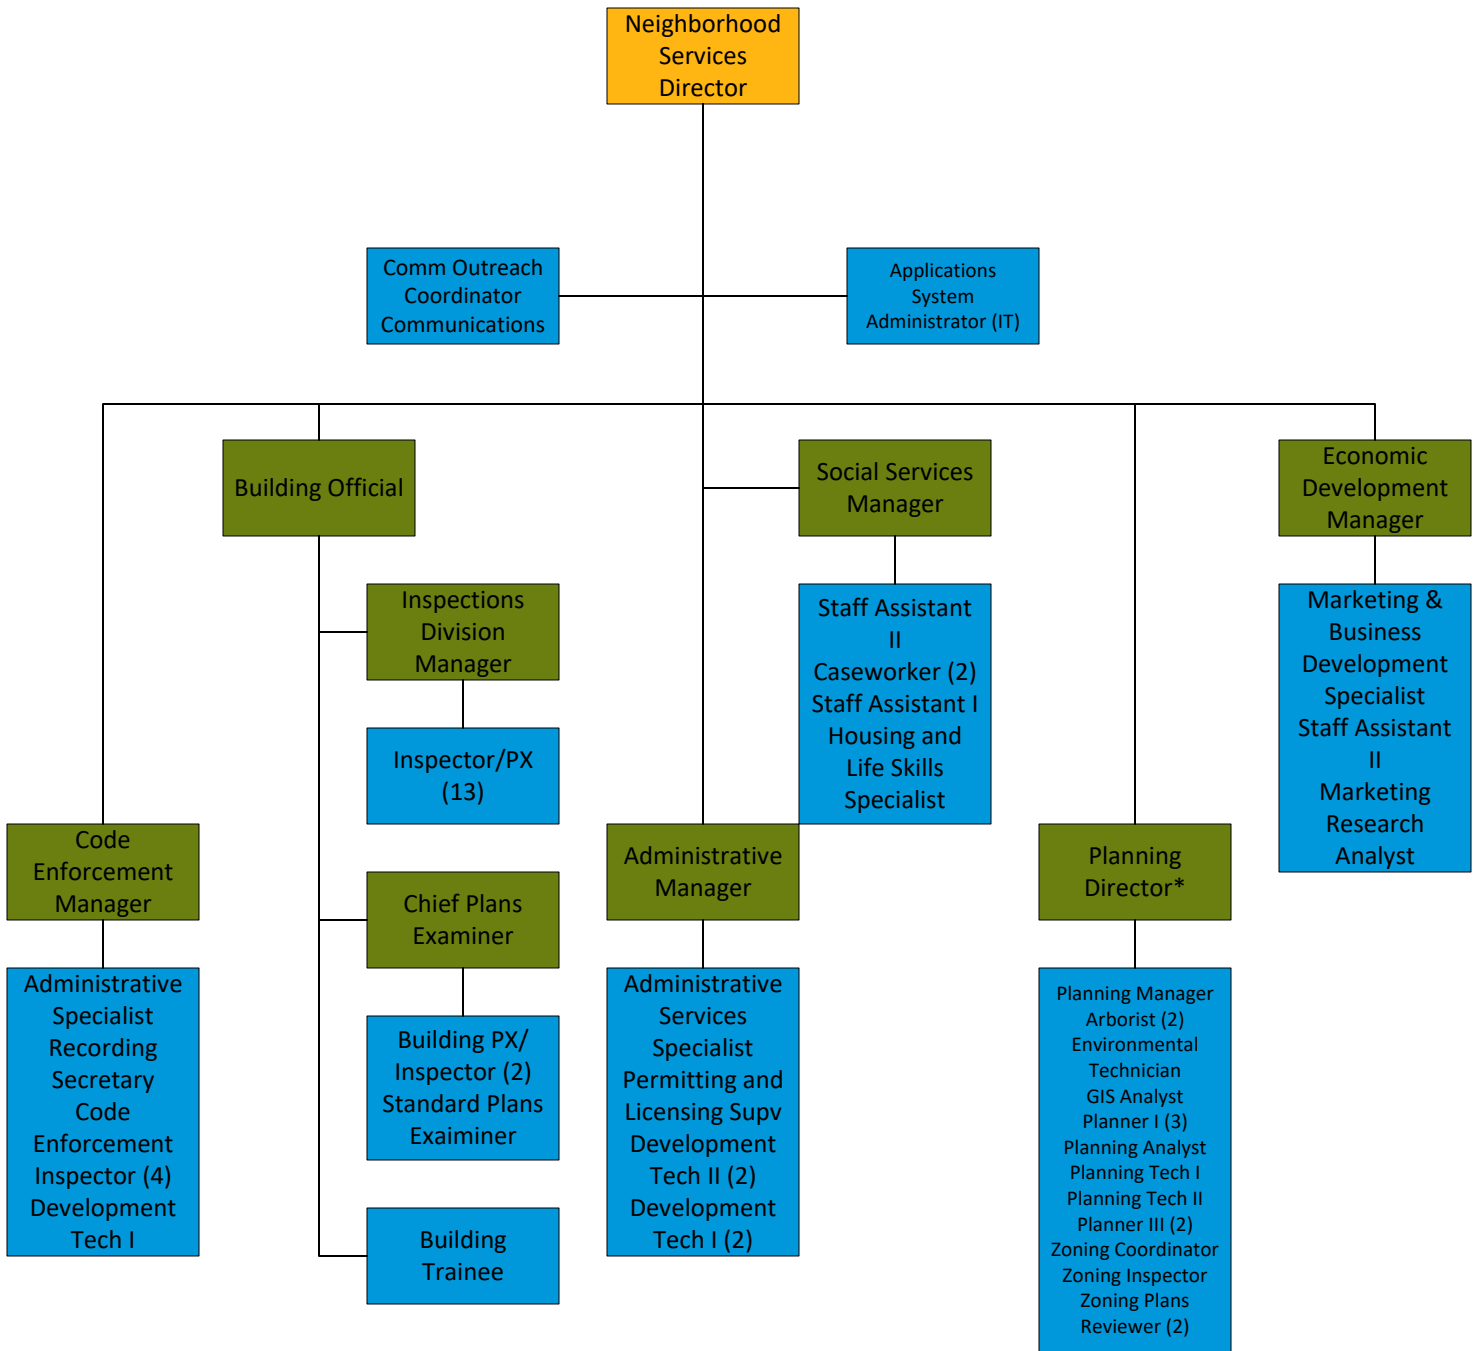 Neighborhood
Services
Director
Comm Outreach
Coordinator
Communications
Applications
System
Administrator (IT)
Building Official
Social Services
Manager
Economic
Development
Manager
Inspections
Division
Manager
Staff Assistant
II
Caseworker (2)
Staff Assistant I
Housing and
Life Skills
Specialist
Marketing &
Business
Development
Specialist
Staff Assistant
II
Marketing
Research
Analyst
Inspector/PX
(13)
Code
Enforcement
Manager
Chief Plans
Examiner
Administrative
Manager
Planning
Director*
Administrative
Specialist
Recording
Secretary
Code
Enforcement
Inspector (4)
Development
Tech I
Building PX/
Inspector (2)
Standard Plans
Exaiminer
Building
Trainee
Administrative
Services
Specialist
Permitting and
Licensing Supv
Development
Tech II (2)
Development
Tech I (2)
Planning Manager
Arborist (2)
Environmental
Technician
GIS Analyst
Planner I (3)
Planning Analyst
Planning Tech I
Planning Tech II
Planner III (2)
Zoning Coordinator
Zoning Inspector
Zoning Plans
Reviewer (2)